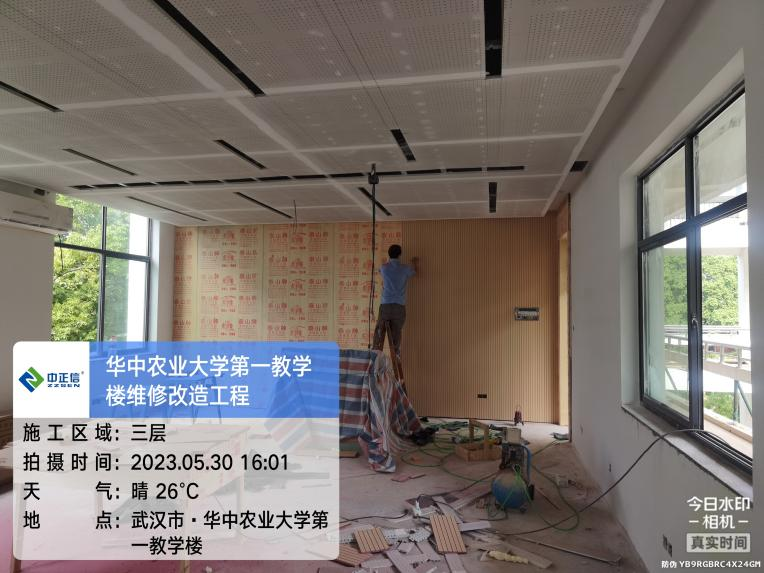 中正信
ZZSEN
华中农业大学第一教学
楼维修改造工程
施工区域：三层
拍摄时间：2023.05.30 16:01
天气：晴 26°C
地点：武汉市·华中农业大学第
一教学楼
今日水印
-相机-
真实时间
防伪 YB9RGBRC4X24GM